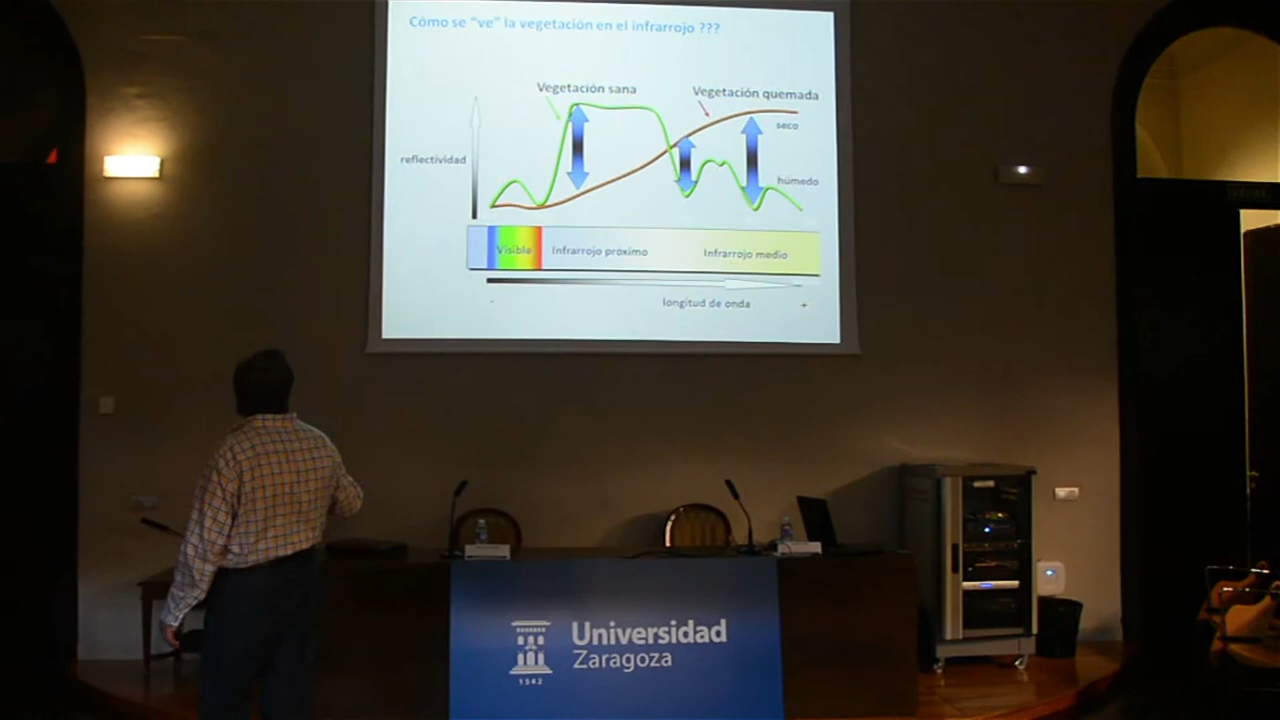 Cómo se "ve" la vegetación en el infrarrojo ???
Vegetación sana
Vegetación quemada
seco
reflectividad
húmedo
Visible
Infrarrojo próximo
Infrarrojo medio
-
longitud de onda
+
Universidad
Zaragoza
1542